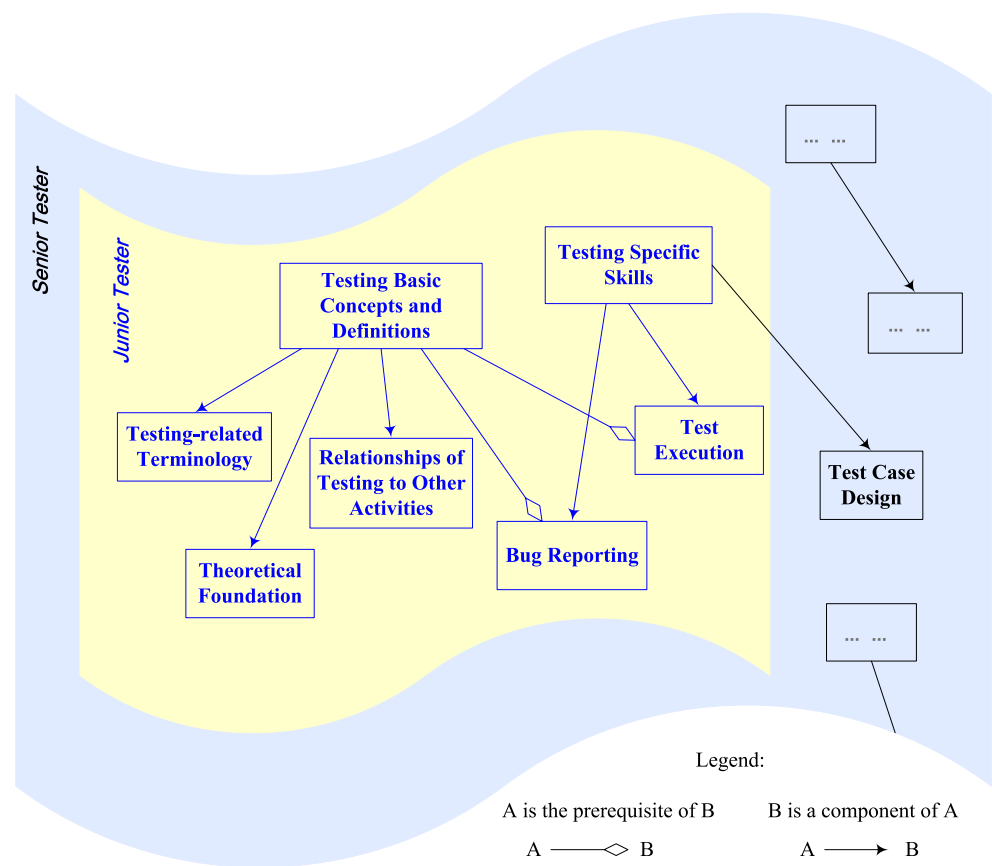 Senior Tester
Junior Tester
... ...
Testing Specific
Skills
Testing Basic
Concepts and
Definitions
... ...
Testing-related
Terminology
Relationships of
Testing to Other
Activities
Test
Execution
Test Case
Design
Bug Reporting
Theoretical
Foundation
... ...
Legend:
A is the prerequisite of B
A B
B is a component of A
A B